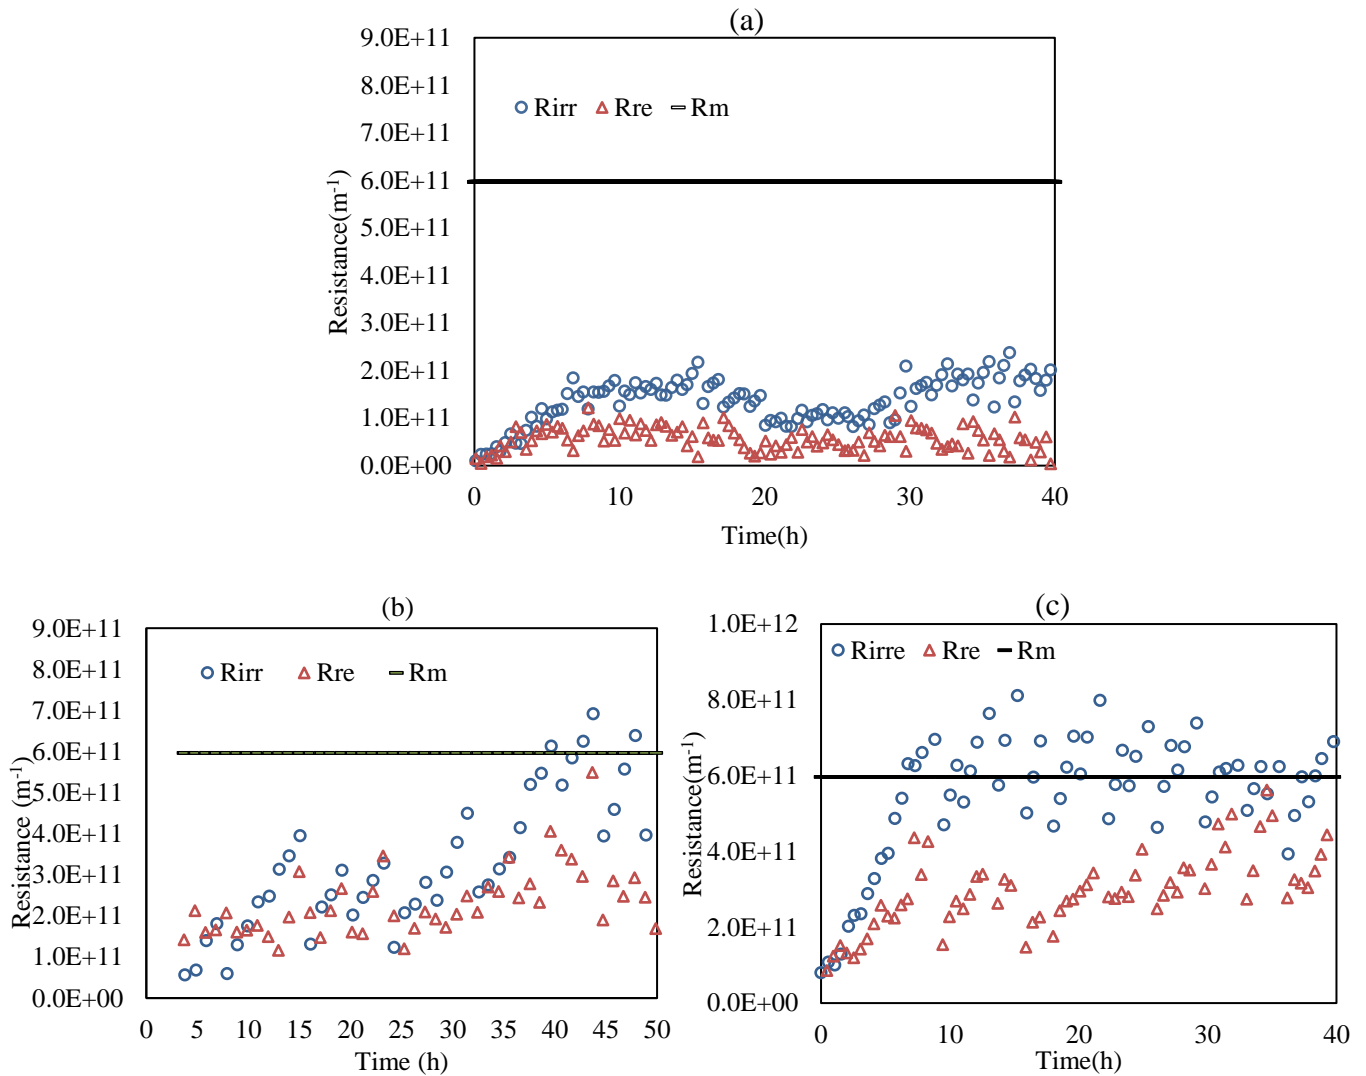 (a)
9.0E+11
8.0E+11
7.0E+11
6.0E+11
5.0E+11
4.0E+11
3.0E+11
2.0E+11
1.0E+11
0.0E+00
Resistance(m-1)
Rirr Rre Rm
0 10 20 30 40
Time(h)
(b)
9.0E+11
8.0E+11
7.0E+11
6.0E+11
5.0E+11
4.0E+11
3.0E+11
2.0E+11
1.0E+11
0.0E+00
Resistance (m-1)
Rirr Rre Rm
0 5 10 15 20 25 30 35 40 45 50
Time (h)
(c)
1.0E+12
8.0E+11
6.0E+11
4.0E+11
2.0E+11
0.0E+00
Resistance(m-1)
Rirre Rre Rm
0 10 20 30 40
Time(h)